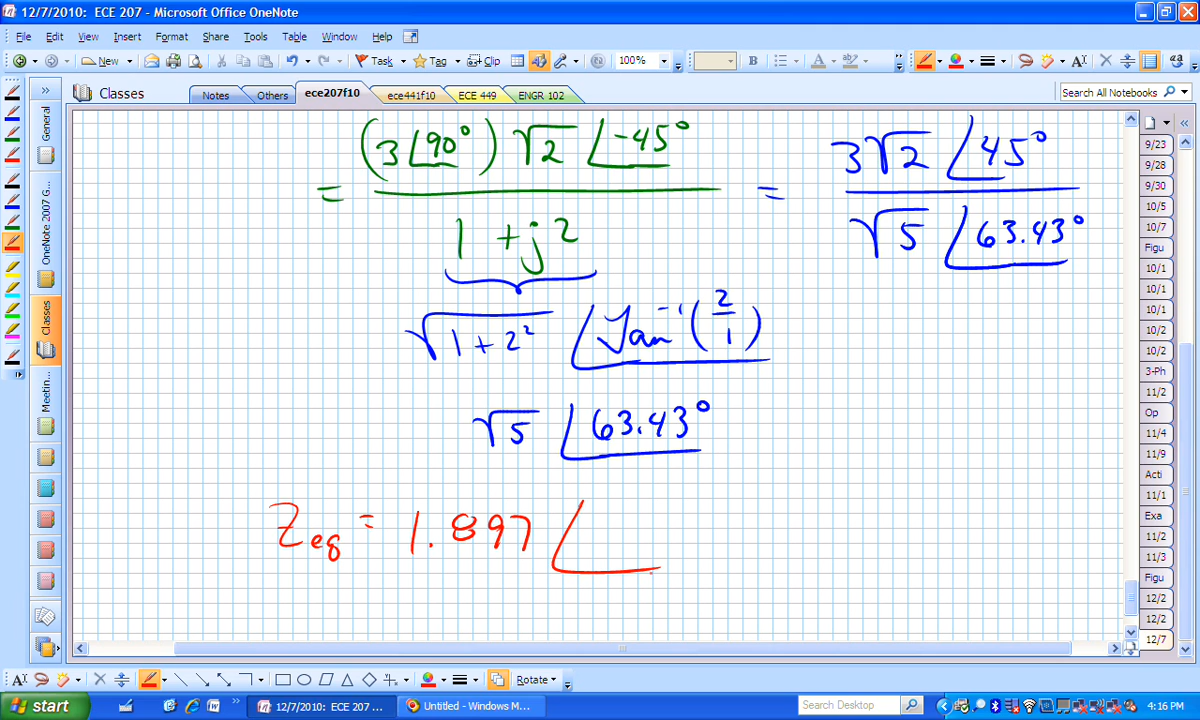 12/7/2010: ECE 207 - Microsoft Office OneNote
File Edit View Insert Format Share Tools Table Window Help
New Task Tag Clip 100% B A ab
Classes Notes Others ece207f10 ece441f10 ECE 449 ENGR 102 Search All Notebooks
General
OneNote 2007 G...
Classes
Meetin...
= (3∠90°) √2 ∠-45° / 1 + j2 = 3√2 ∠45° / √5 ∠63.43°
√1 + 2² ∠Tan⁻¹(2/1)
√5 ∠63.43°
Zeq = 1.897 ∠
9/23
9/28
9/30
10/5
10/7
Figu
10/1
10/1
10/1
10/2
10/2
3-Ph
11/2
Op
11/4
11/9
Acti
11/1
Exa
11/2
11/3
Figu
12/2
12/2
12/7
Rotate
start 12/7/2010: ECE 207 ... Untitled - Windows M... Search Desktop 4:16 PM